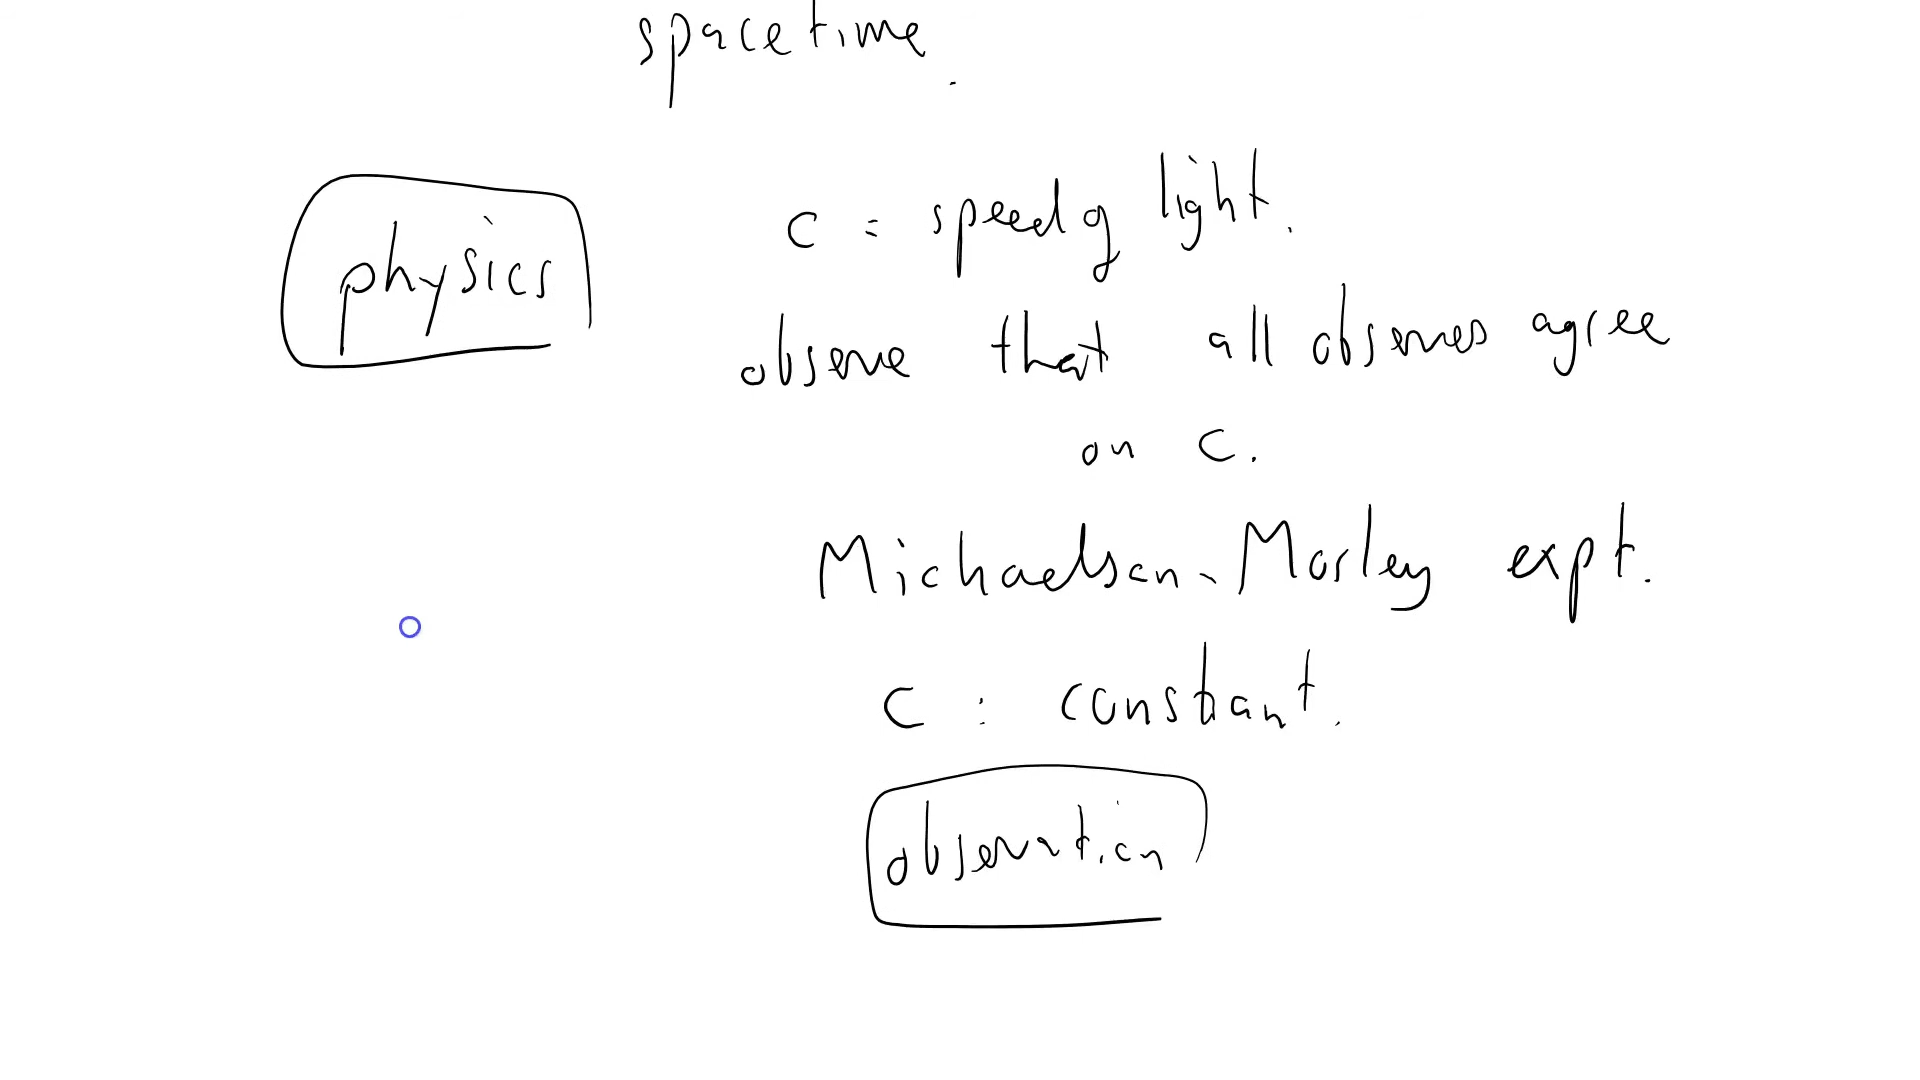 spacetime.
physics
c = speed of light.
observe that all observers agree
on c.
Michaelson-Morley expt.
c : constant.
observation